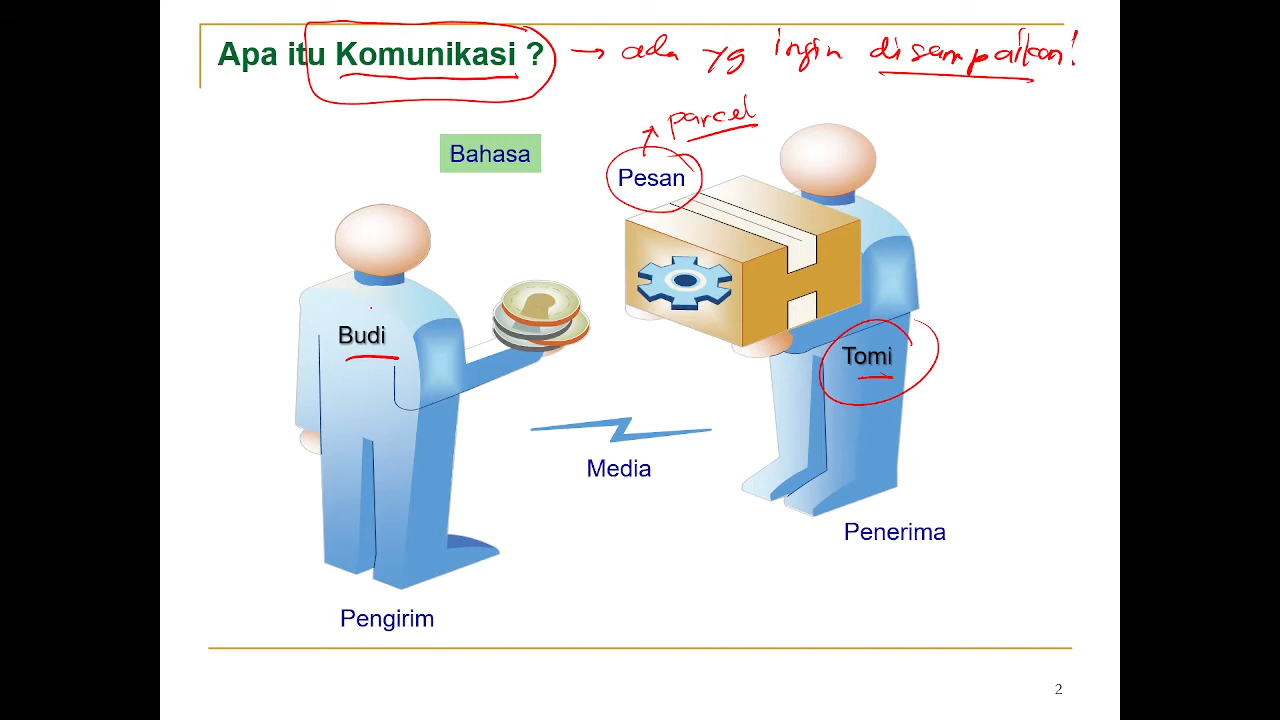 Apa itu Komunikasi ? → ada yg ingin disampaikan!
parcel
Bahasa
Pesan
Budi
Tomi
Media
Penerima
Pengirim
2